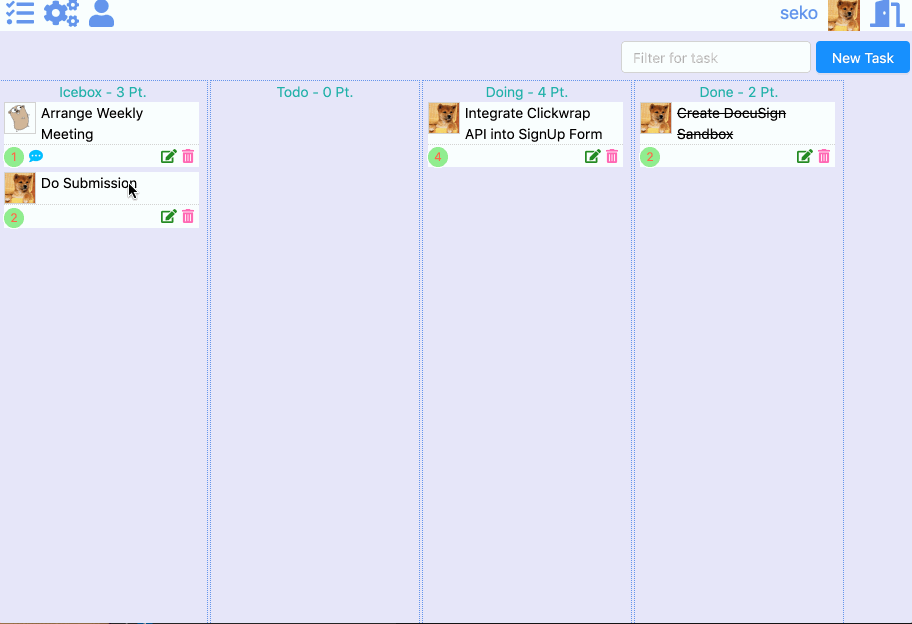 seko
Filter for task
New Task
Icebox - 3 Pt.
Arrange Weekly
Meeting
1
Do Submission
2
Todo - 0 Pt.
Doing - 4 Pt.
Integrate Clickwrap
API into SignUp Form
4
Done - 2 Pt.
Create DocuSign
Sandbox
2